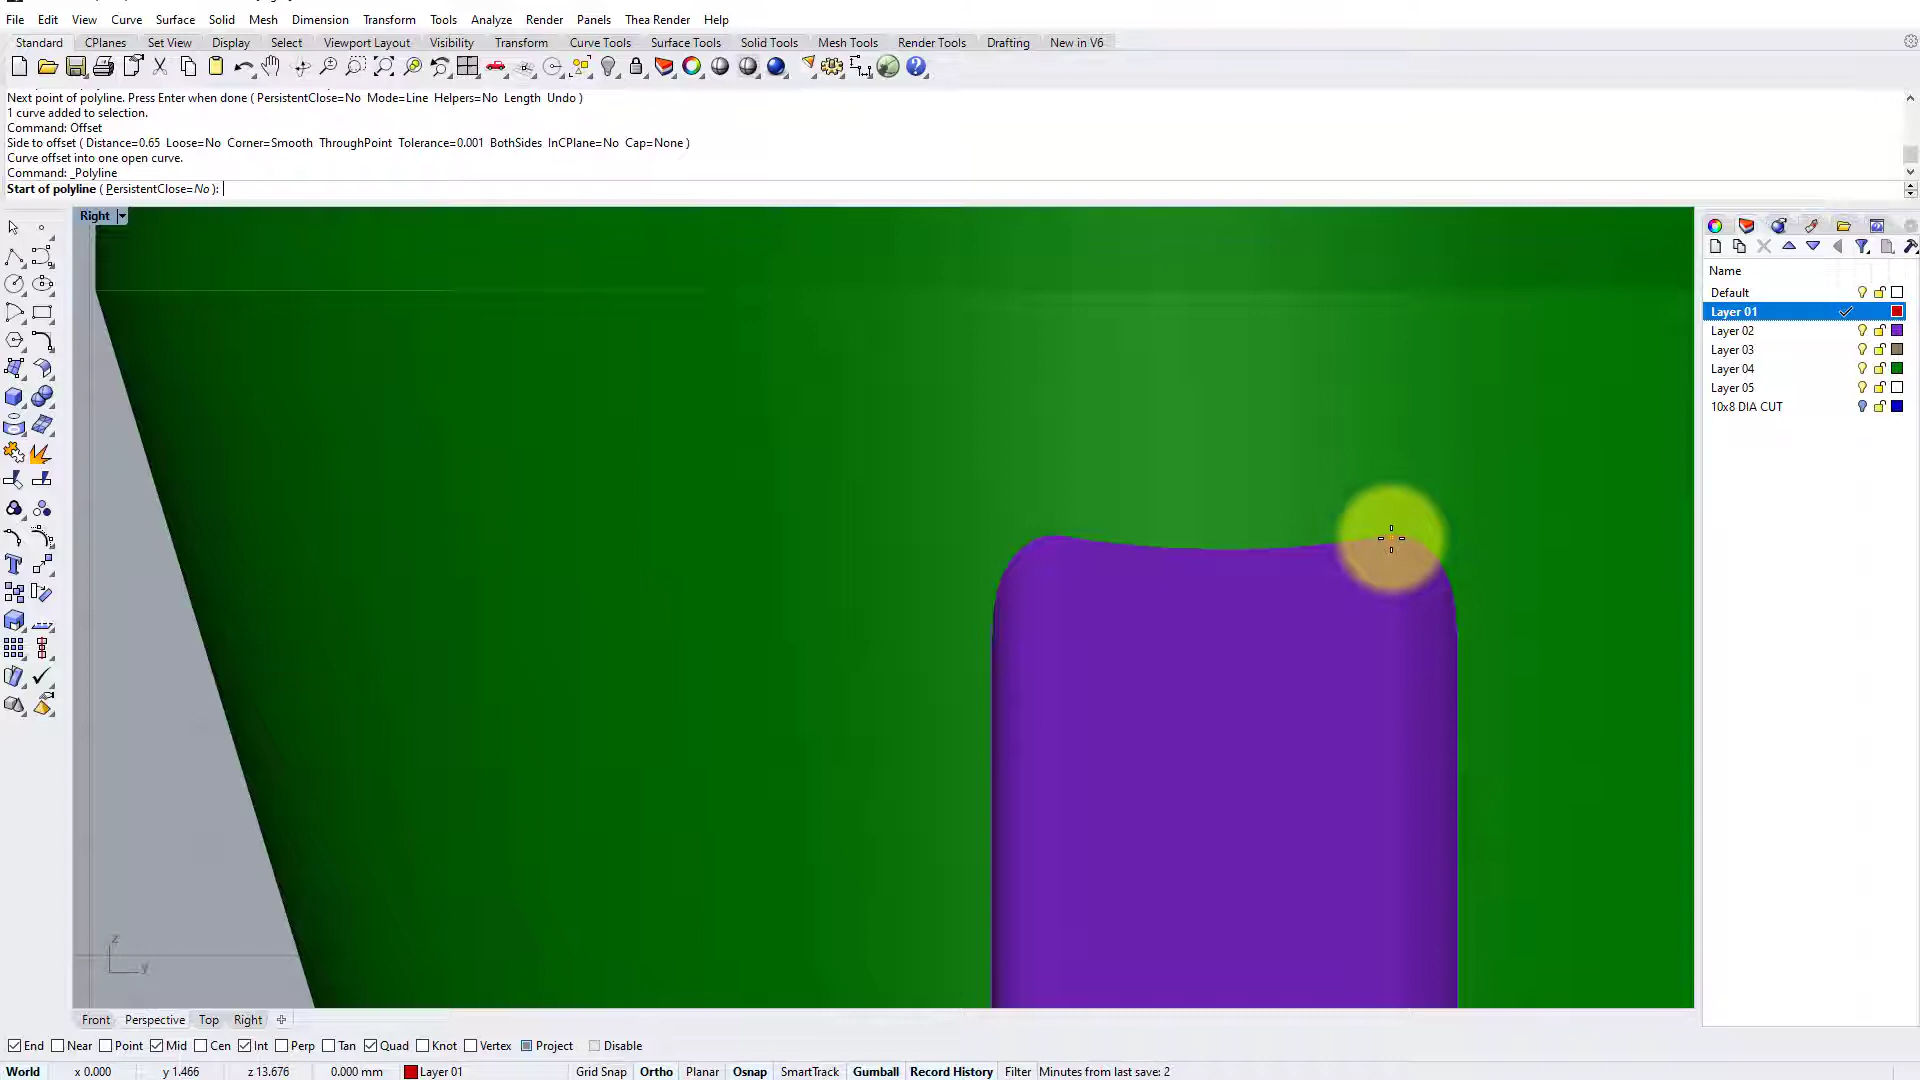 File Edit View Curve Surface Solid Mesh Dimension Transform Tools Analyze Render Panels Thea Render Help
Standard CPlanes Set View Display Select Viewport Layout Visibility Transform Curve Tools Surface Tools Solid Tools Mesh Tools Render Tools Drafting New in V6
Next point of polyline. Press Enter when done ( PersistentClose=No Mode=Line Helpers=No Length Undo )
1 curve added to selection.
Command: Offset
Side to offset ( Distance=0.65 Loose=No Corner=Smooth ThroughPoint Tolerance=0.001 BothSides InCPlane=No Cap=None )
Curve offset into one open curve.
Command: _Polyline
Start of polyline ( PersistentClose=No ):
Right
Name
Default
Layer 01
Layer 02
Layer 03
Layer 04
Layer 05
10x8 DIA CUT
z
y
Front Perspective Top Right
End Near Point Mid Cen Int Perp Tan Quad Knot Vertex Project Disable
World x 0.000 y 1.466 z 13.676 0.000 mm Layer 01 Grid Snap Ortho Planar Osnap SmartTrack Gumball Record History Filter Minutes from last save: 2